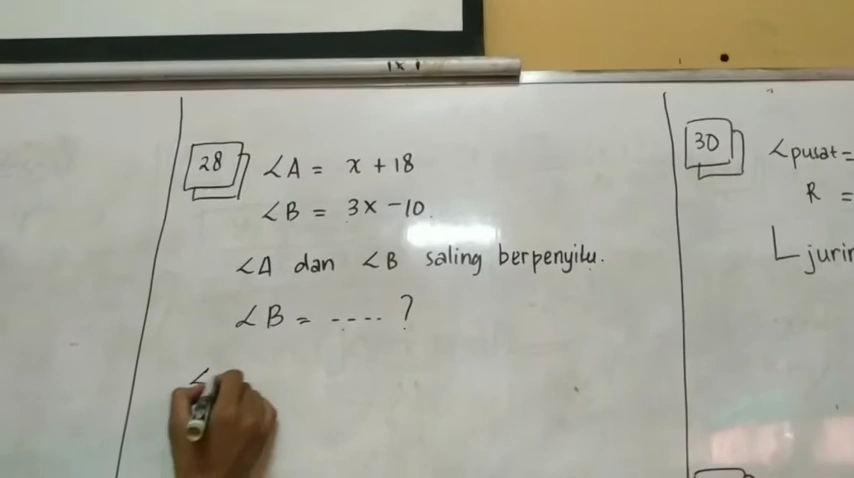 28
∠A = x + 18
∠B = 3x - 10.
∠A dan ∠B saling berpenyiku.
∠B = ---- ?
∠
30
∠pusat =
R =
L jurin